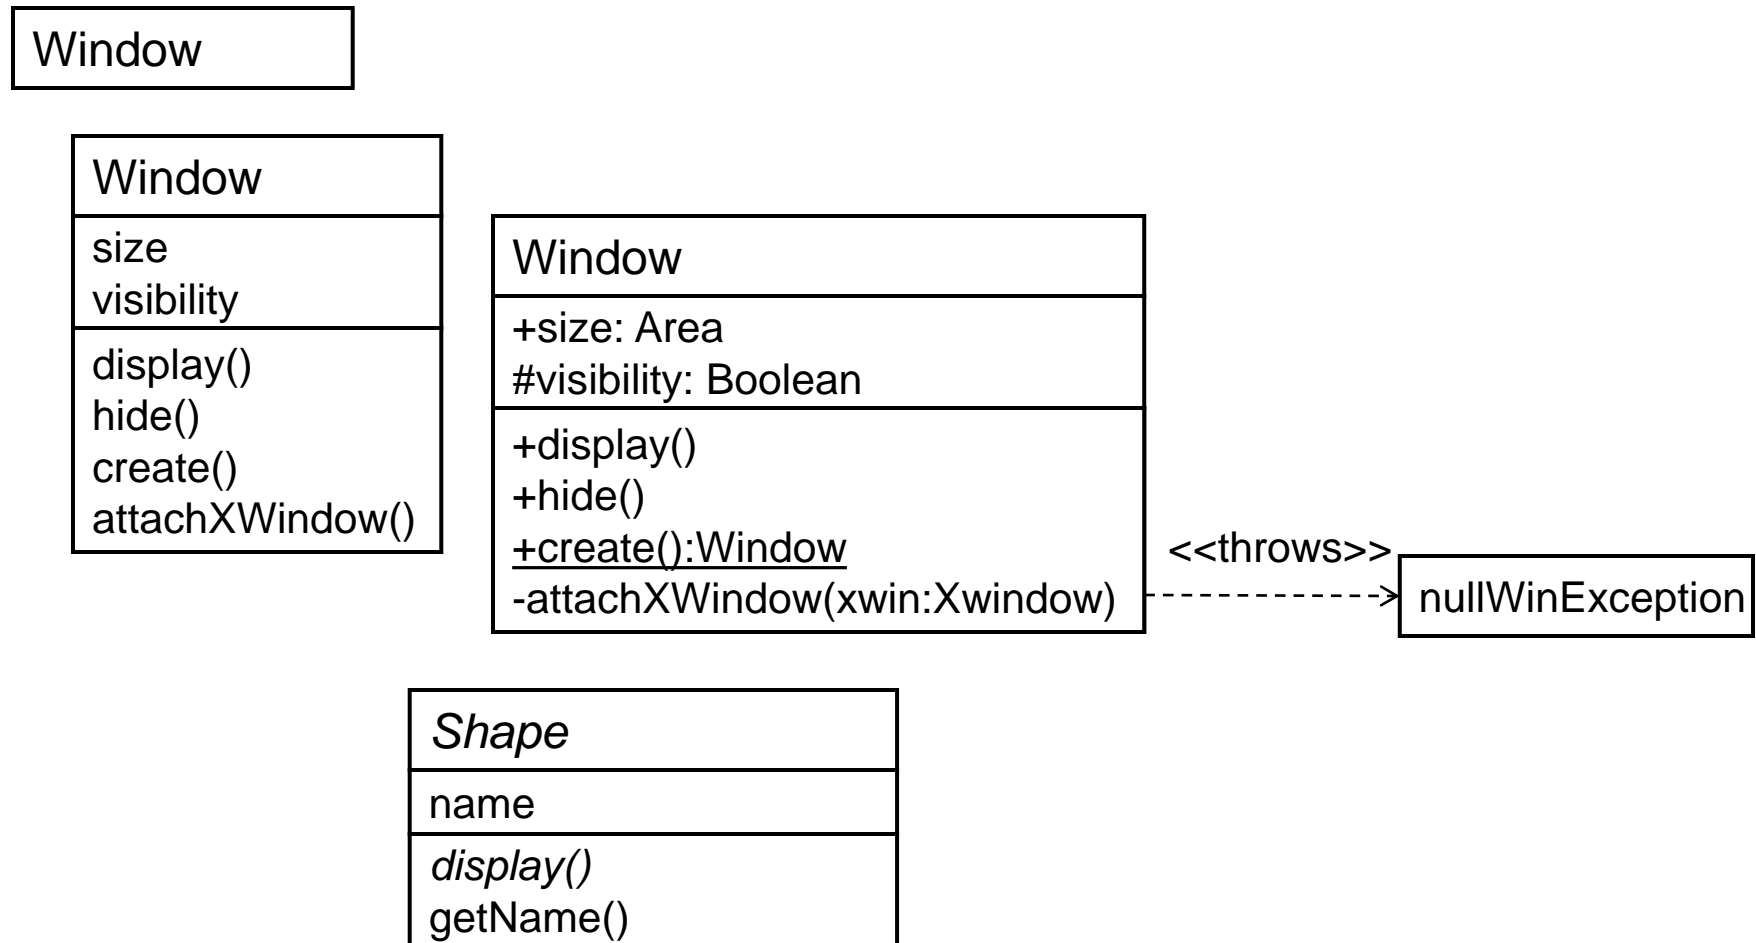 Window
Window
size
visibility
display()
hide()
create()
attachXWindow()
Window
+size: Area
#visibility: Boolean
+display()
+hide()
+create():Window
-attachXWindow(xwin:Xwindow)
<<throws>>
nullWinException
Shape
name
display()
getName()